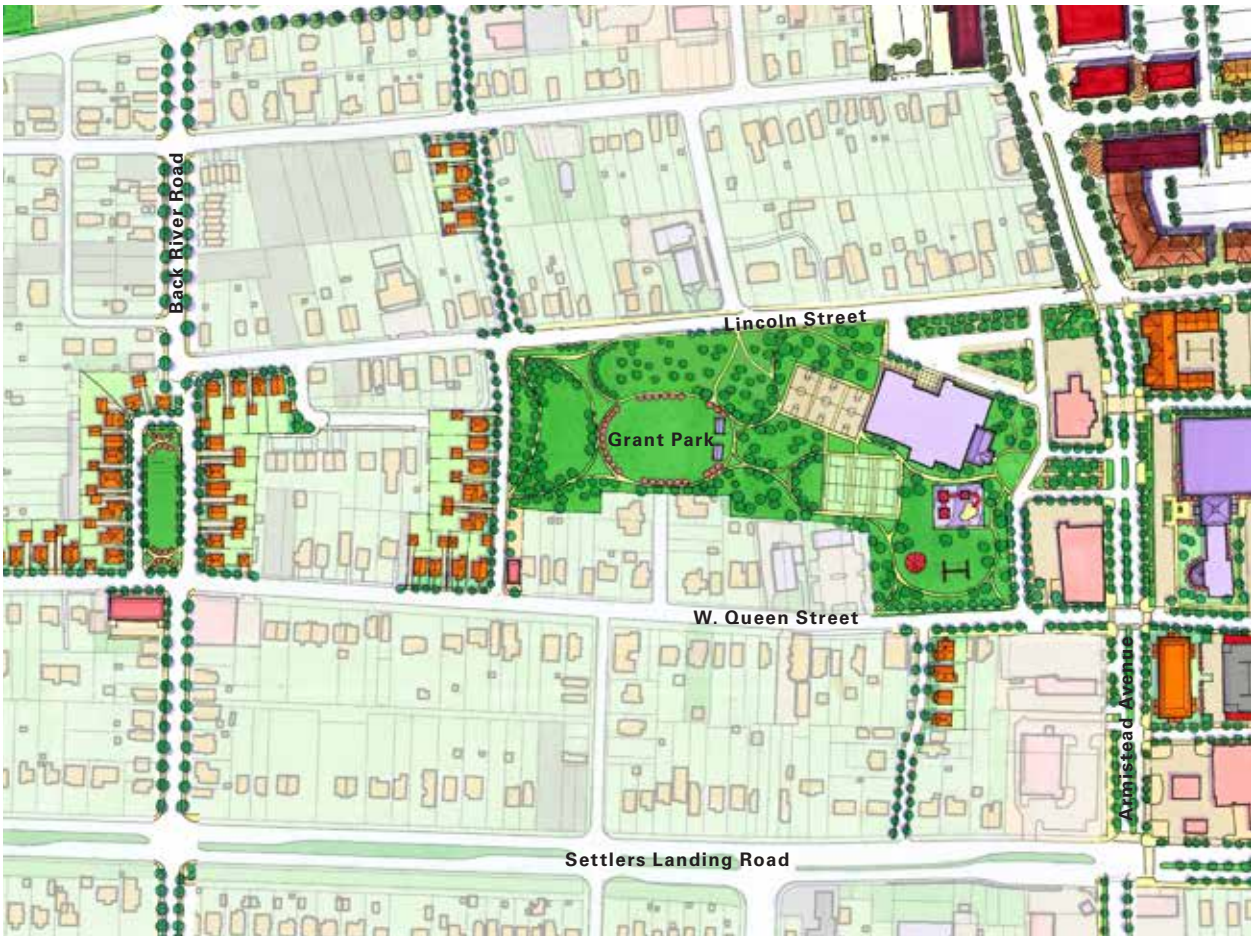 Back River Road
Lincoln Street
Grant Park
W. Queen Street
Armistead Avenue
Settlers Landing Road